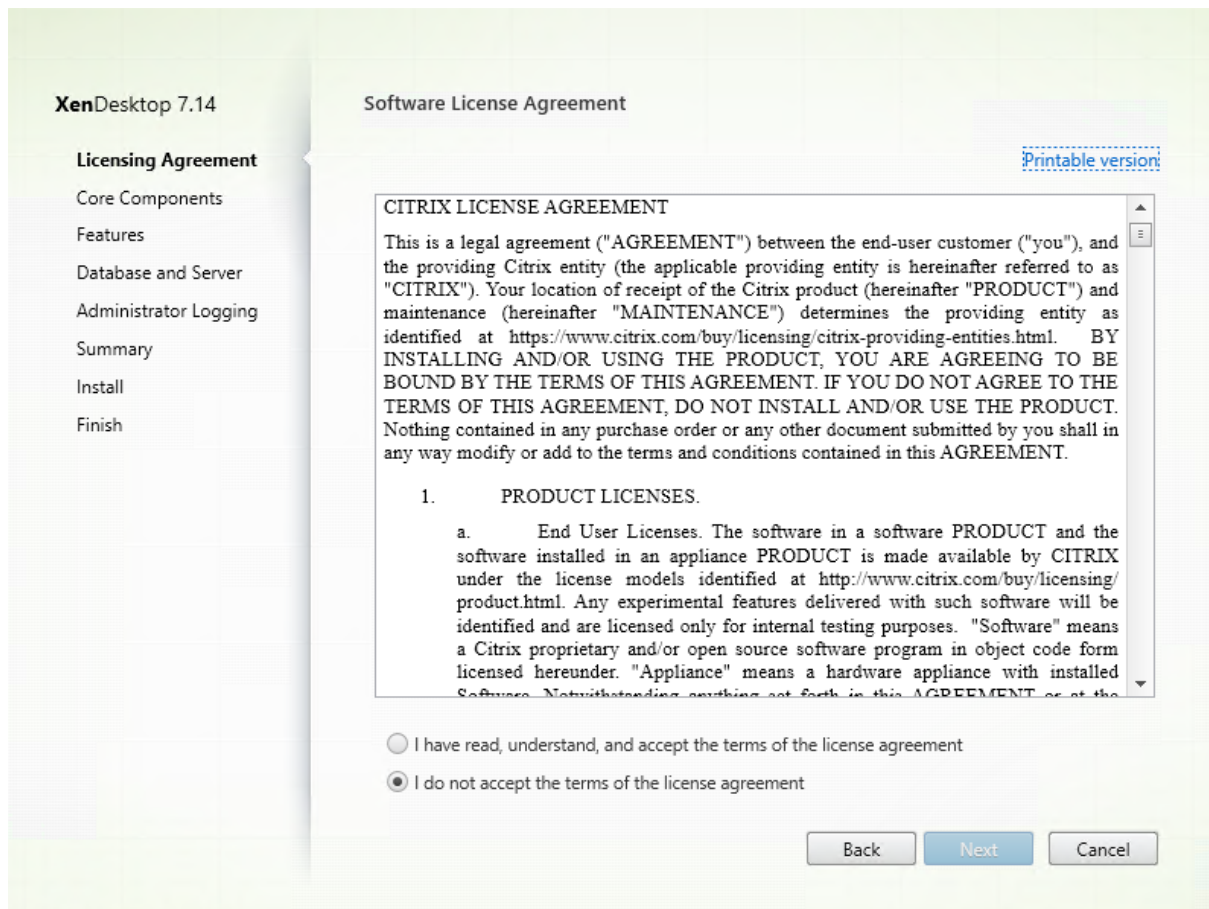 XenDesktop 7.14
Licensing Agreement
Core Components
Features
Database and Server
Administrator Logging
Summary
Install
Finish
Software License Agreement
Printable version
CITRIX LICENSE AGREEMENT
This is a legal agreement ("AGREEMENT") between the end-user customer ("you"), and
the providing Citrix entity (the applicable providing entity is hereinafter referred to as
"CITRIX"). Your location of receipt of the Citrix product (hereinafter "PRODUCT") and
maintenance (hereinafter "MAINTENANCE") determines the providing entity as
identified at https://www.citrix.com/buy/licensing/citrix-providing-entities.html. BY
INSTALLING AND/OR USING THE PRODUCT, YOU ARE AGREEING TO BE
BOUND BY THE TERMS OF THIS AGREEMENT. IF YOU DO NOT AGREE TO THE
TERMS OF THIS AGREEMENT, DO NOT INSTALL AND/OR USE THE PRODUCT.
Nothing contained in any purchase order or any other document submitted by you shall in
any way modify or add to the terms and conditions contained in this AGREEMENT.
1. PRODUCT LICENSES.
a. End User Licenses. The software in a software PRODUCT and the
software installed in an appliance PRODUCT is made available by CITRIX
under the license models identified at http://www.citrix.com/buy/licensing/
product.html. Any experimental features delivered with such software will be
identified and are licensed only for internal testing purposes. "Software" means
a Citrix proprietary and/or open source software program in object code form
licensed hereunder. "Appliance" means a hardware appliance with installed
Software. Notwithstanding anything set forth in this AGREEMENT or at the
I have read, understand, and accept the terms of the license agreement
I do not accept the terms of the license agreement
Back
Next
Cancel